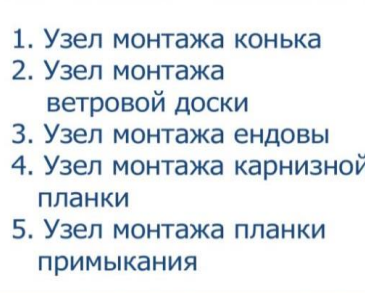 1. Узел монтажа конька
2. Узел монтажа
ветровой доски
3. Узел монтажа ендовы
4. Узел монтажа карнизной
планки
5. Узел монтажа планки
примыкания